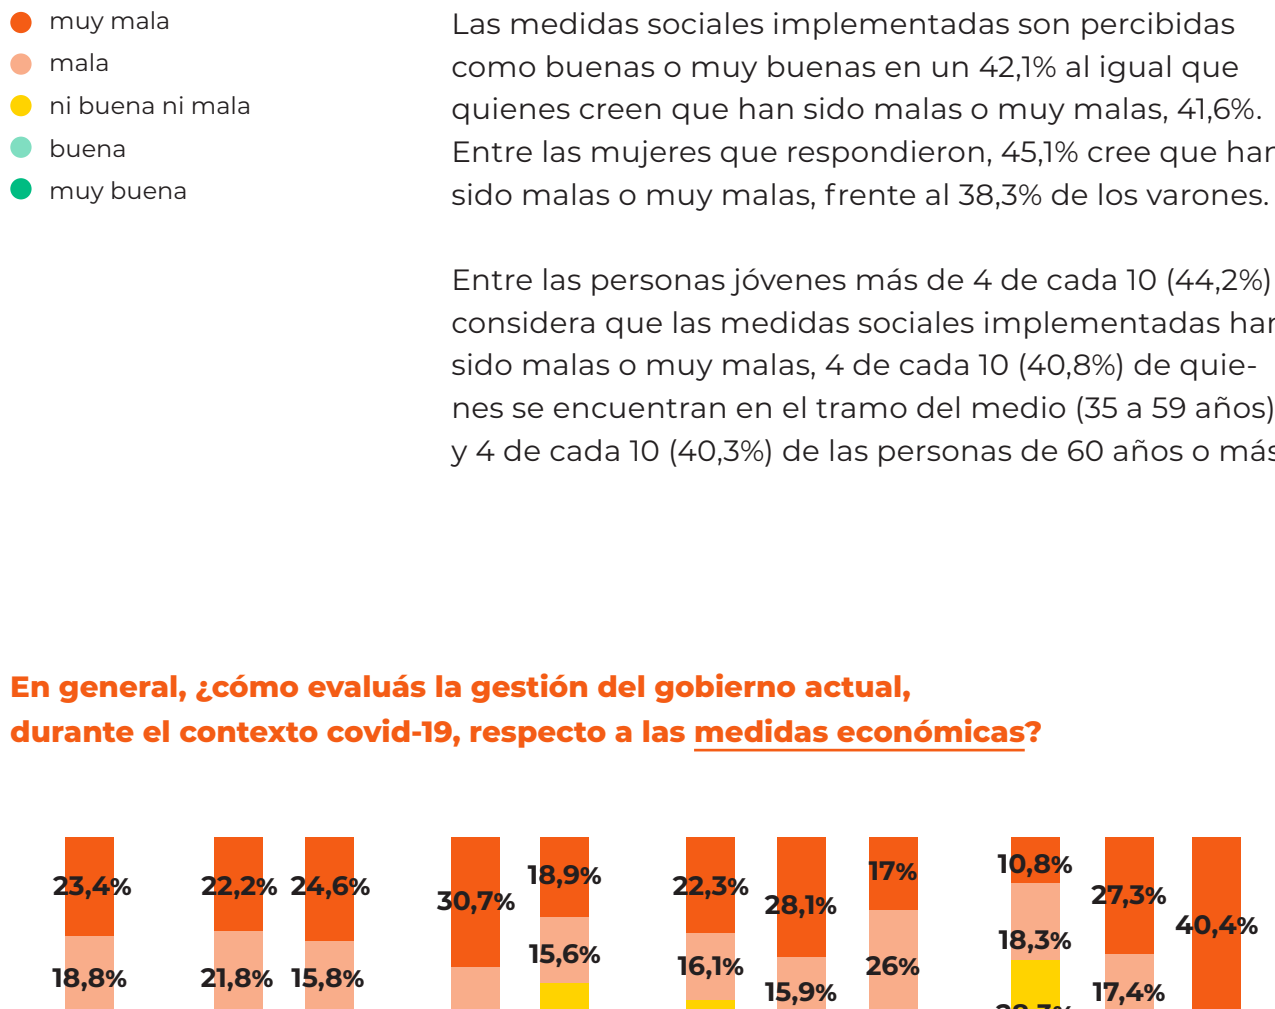 muy mala
mala
ni buena ni mala
buena
muy buena
Las medidas sociales implementadas son percibidas
como buenas o muy buenas en un 42,1% al igual que
quienes creen que han sido malas o muy malas, 41,6%.
Entre las mujeres que respondieron, 45,1% cree que han
sido malas o muy malas, frente al 38,3% de los varones.
Entre las personas jóvenes más de 4 de cada 10 (44,2%)
considera que las medidas sociales implementadas han
sido malas o muy malas, 4 de cada 10 (40,8%) de quie-
nes se encuentran en el tramo del medio (35 a 59 años)
y 4 de cada 10 (40,3%) de las personas de 60 años o más
En general, ¿cómo evaluás la gestión del gobierno actual,
durante el contexto covid-19, respecto a las medidas económicas?
23,4% 22,2% 24,6% 30,7% 18,9% 22,3% 28,1% 17% 10,8% 27,3% 40,4%
18,8% 21,8% 15,8% 15,6% 16,1% 15,9% 26% 18,3% 17,4%